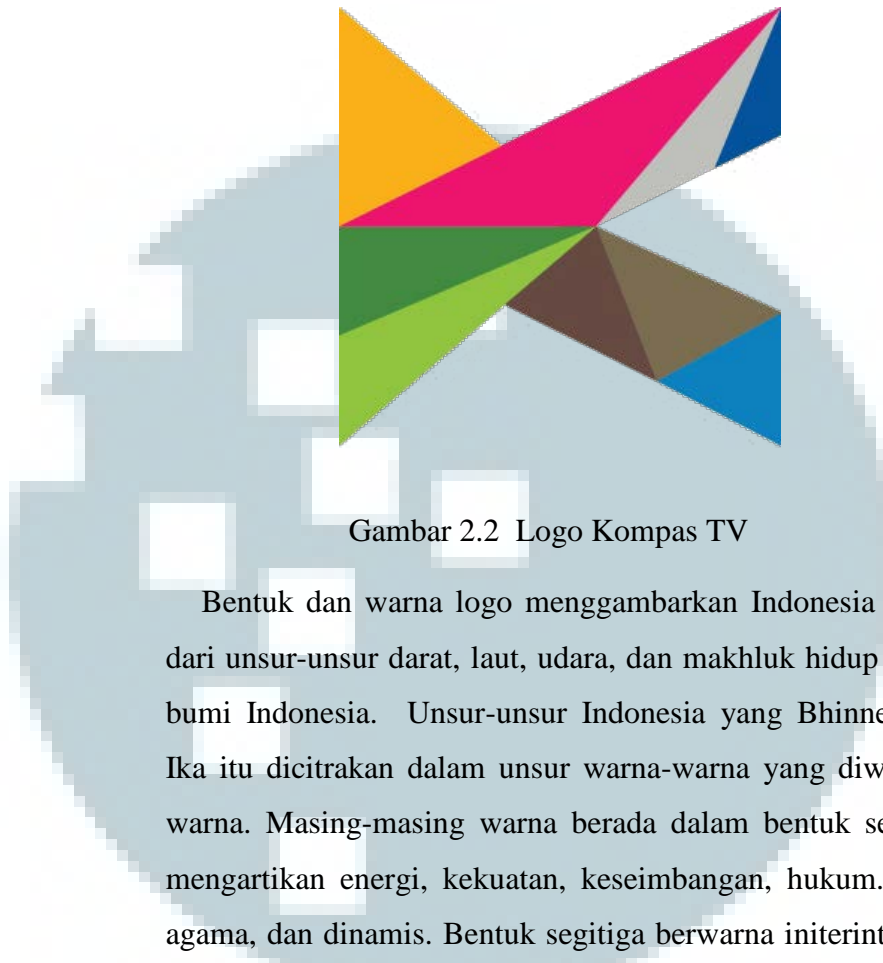 Gambar 2.2 Logo Kompas TV
Bentuk dan warna logo menggambarkan Indonesia
dari unsur-unsur darat, laut, udara, dan makhluk hidup
bumi Indonesia. Unsur-unsur Indonesia yang Bhinne
Ika itu dicitrakan dalam unsur warna-warna yang diw
warna. Masing-masing warna berada dalam bentuk se
mengartikan energi, kekuatan, keseimbangan, hukum.
agama, dan dinamis. Bentuk segitiga berwarna initerint